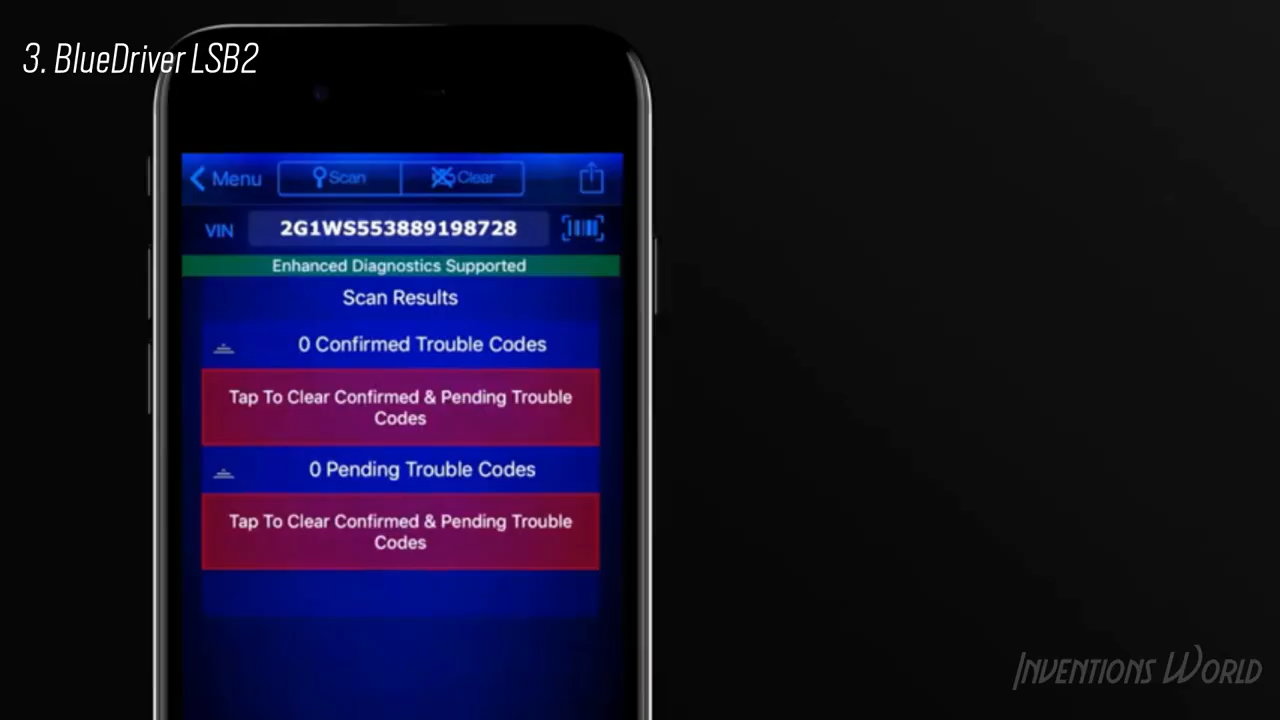 3. BlueDriver LSB2
Menu
Scan
Clear
VIN
2G1WS553889198728
Enhanced Diagnostics Supported
Scan Results
0 Confirmed Trouble Codes
Tap To Clear Confirmed & Pending Trouble
Codes
0 Pending Trouble Codes
Tap To Clear Confirmed & Pending Trouble
Codes
Inventions World